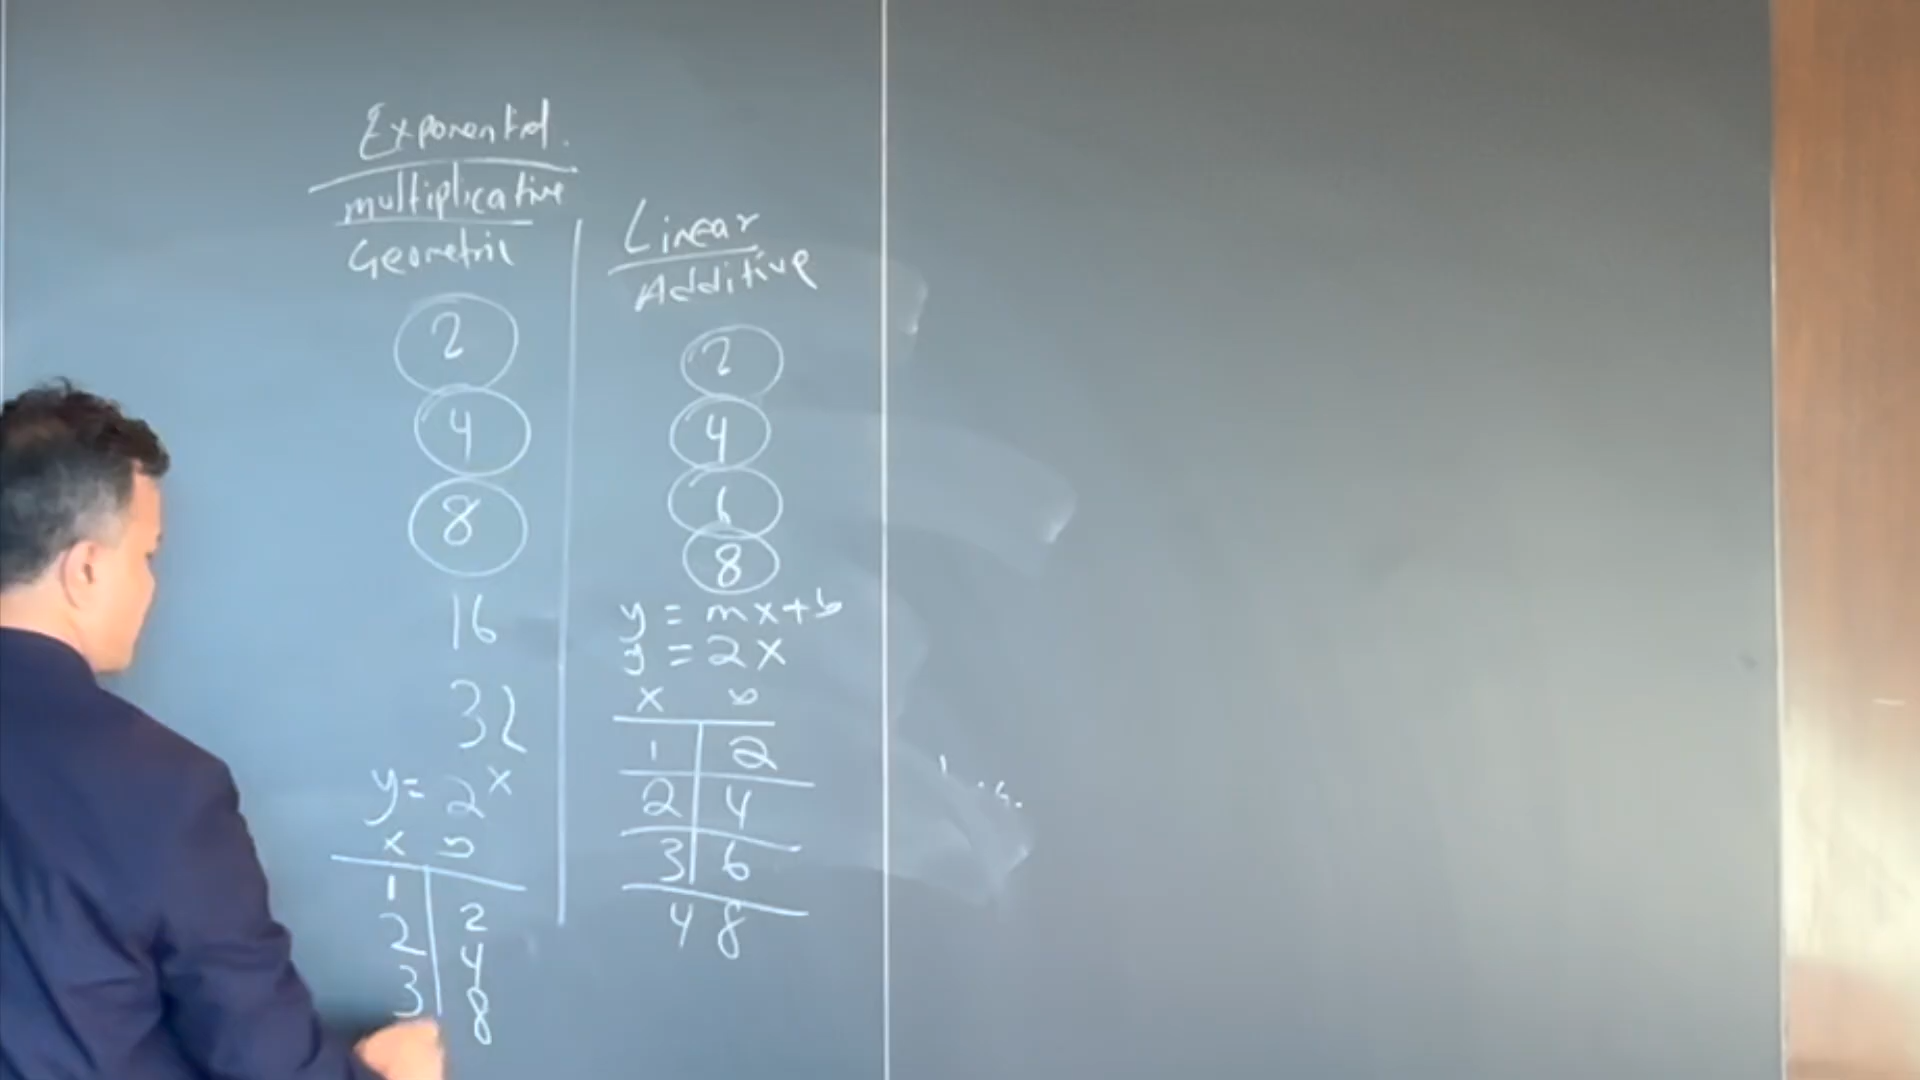 Exponential.
multiplicative
Geometric
2
4
8
16
32
y = 2^x
x y
1 2
2 4
3 8
Linear
Additive
2
4
6
8
y = mx+b
y = 2x
x y
1 2
2 4
3 6
4 8